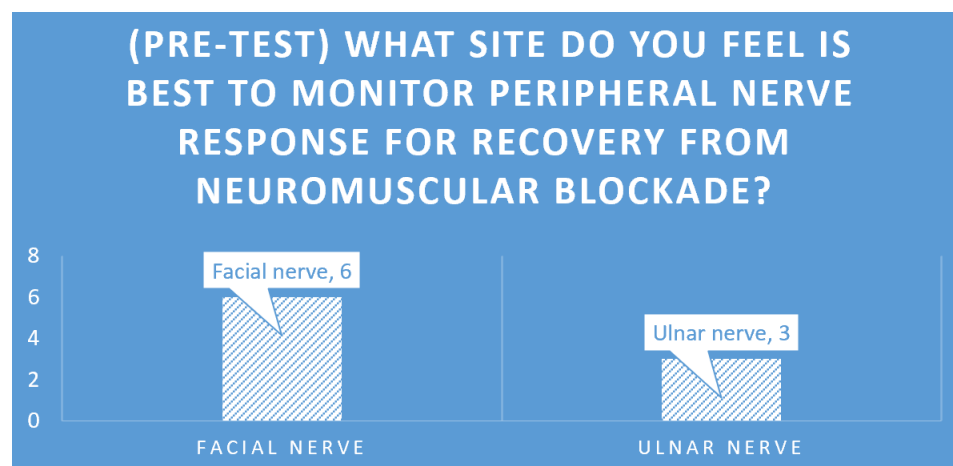 (PRE-TEST) WHAT SITE DO YOU FEEL IS
BEST TO MONITOR PERIPHERAL NERVE
RESPONSE FOR RECOVERY FROM
NEUROMUSCULAR BLOCKADE?
8
Facial nerve, 6
6
4
Ulnar nerve, 3
2
0
FACIAL NERVE
ULNAR NERVE